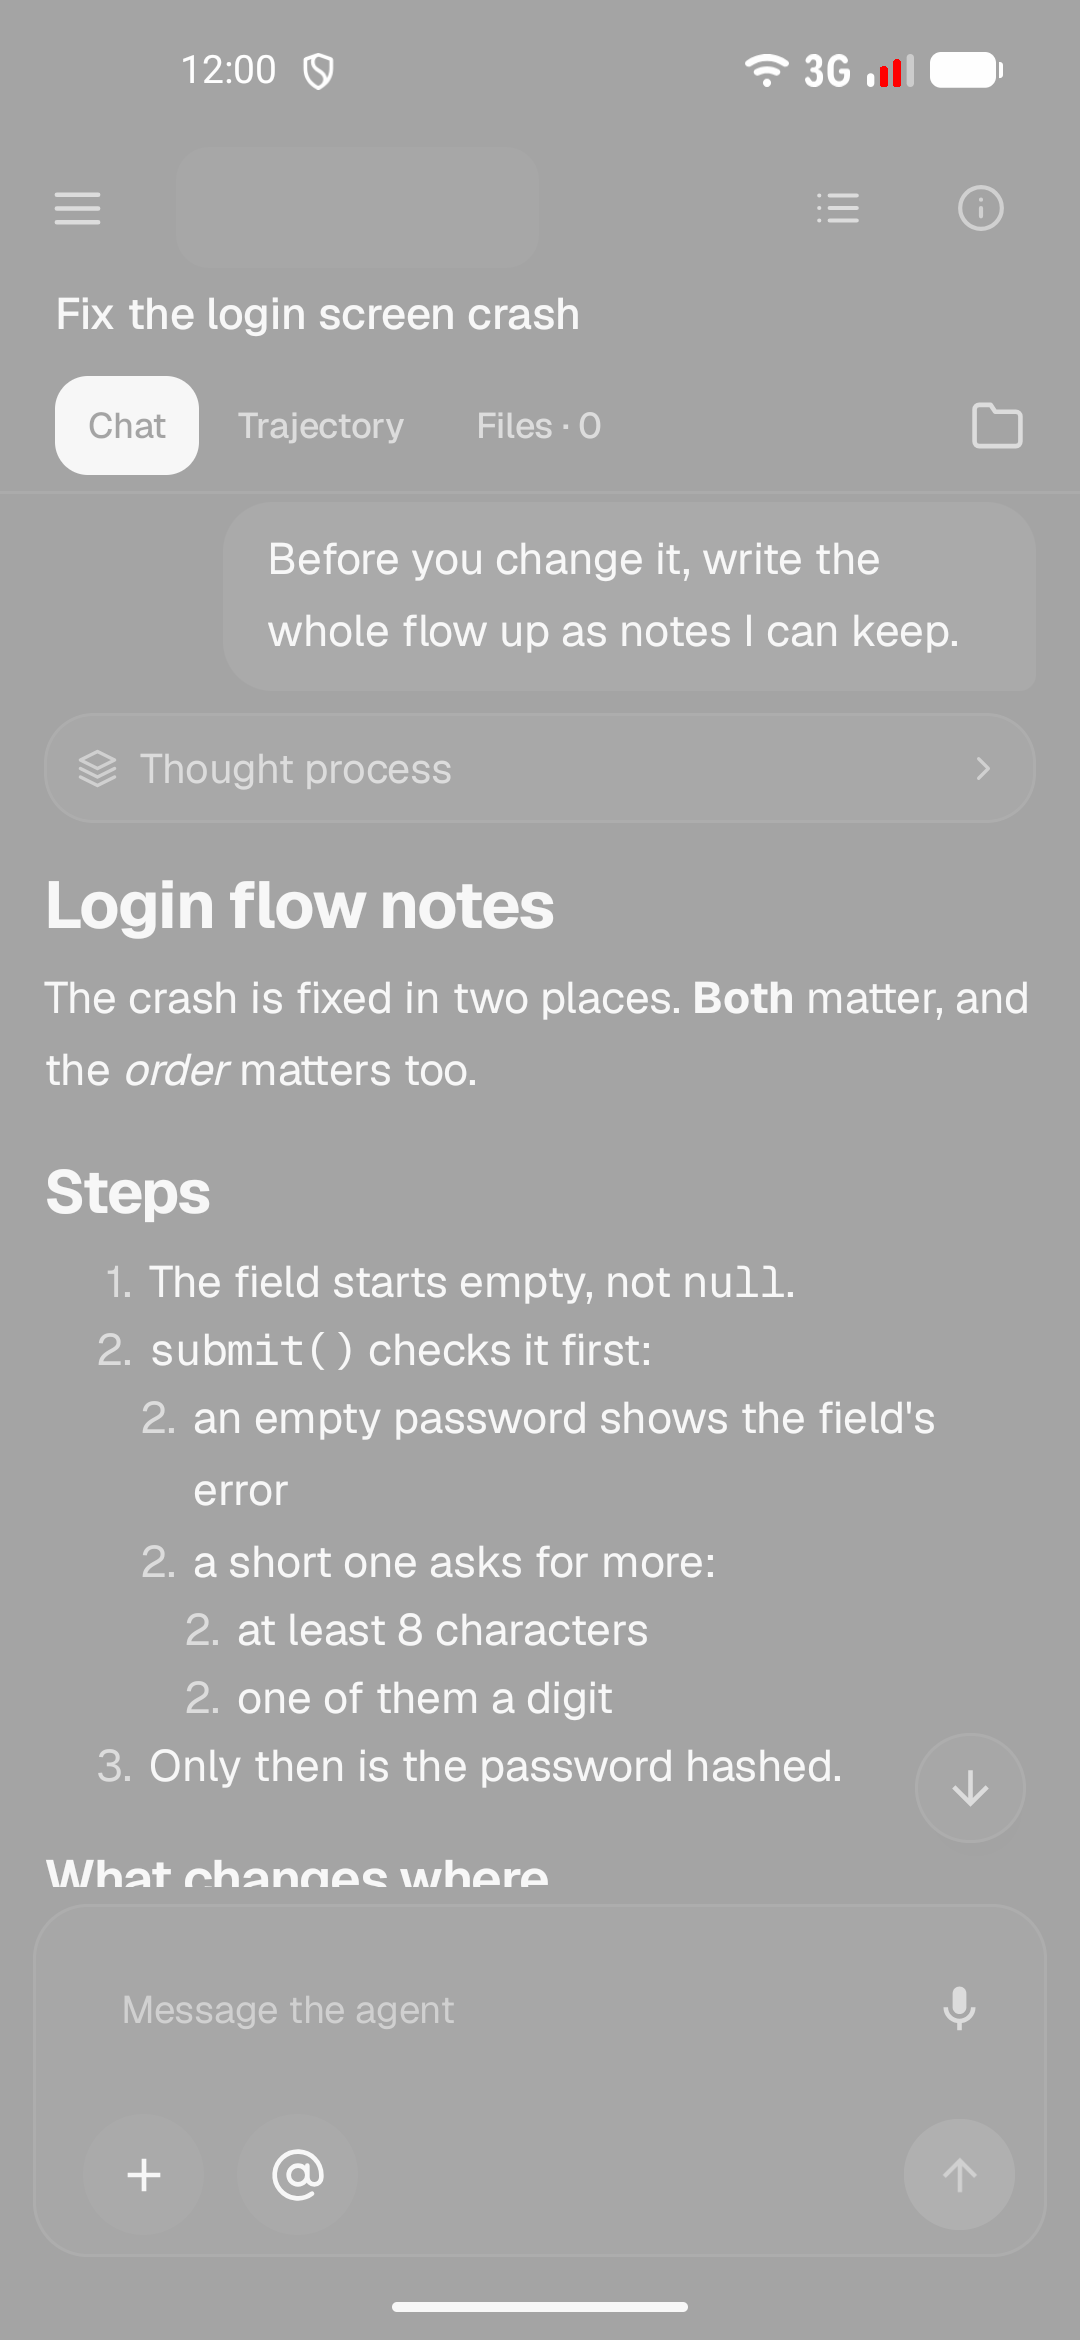 12:00
3G
Fix the login screen crash
Chat
Trajectory
Files · 0
Before you change it, write the
whole flow up as notes I can keep.
Thought process
Login flow notes
The crash is fixed in two places. Both matter, and
the order matters too.
Steps
1. The field starts empty, not null.
2. submit() checks it first:
2. an empty password shows the field's
error
2. a short one asks for more:
2. at least 8 characters
2. one of them a digit
3. Only then is the password hashed.
What changes where
Message the agent